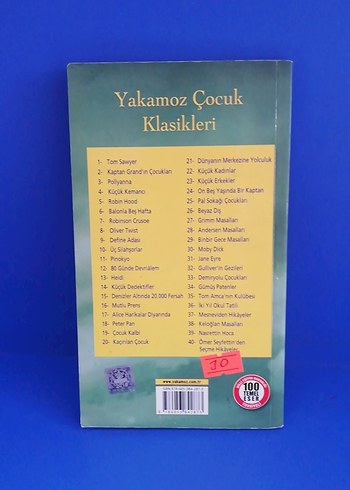 Yakamoz Çocuk
Klasikleri
1- Tom Sawyer
2- Kaptan Grand'ın Çocukları
3- Pollyanna
4- Küçük Kemancı
5- Robin Hood
6- Balonla Beş Hafta
7- Robinson Crusoe
8- Oliver Twist
9- Define Adası
10- Üç Silahşorlar
11- Pinokyo
12- 80 Günde Devriâlem
13- Heidi
14- Küçük Dedektifler
15- Denizler Altında 20.000 Fersah
16- Mutlu Prens
17- Alice Harikalar Diyarında
18- Peter Pan
19- Çocuk Kalbi
20- Kaçırılan Çocuk
21- Dünyanın Merkezine Yolculuk
22- Küçük Kadınlar
23- Küçük Erkekler
24- On Beş Yaşında Bir Kaptan
25- Pal Sokağı Çocukları
26- Beyaz Diş
27- Grimm Masalları
28- Andersen Masalları
29- Binbir Gece Masalları
30- Moby Dick
31- Jane Eyre
32- Gulliver'in Gezileri
33- Demiryolu Çocukları
34- Gümüş Patenler
35- Tom Amca'nın Kulübesi
36- İki Yıl Okul Tatili
37- Mesneviden Hikâyeler
38- Keloğlan Masalları
39- Nasrettin Hoca
40- Ömer Seyfettin'den
Seçme Hikâyeler
10
www.yakamoz.com.tr
100
TEMEL
ESER